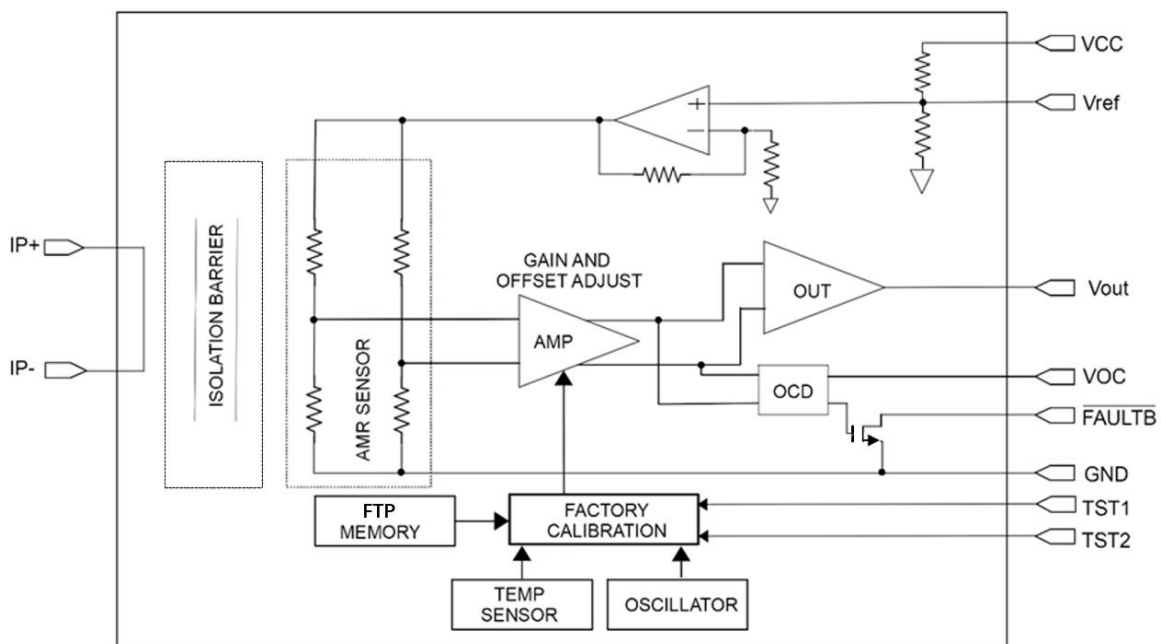 VCC
Vref
+
−
IP+
IP-
ISOLATION BARRIER
AMR SENSOR
GAIN AND
OFFSET ADJUST
AMP
OUT
Vout
OCD
VOC
FAULTB
GND
TST1
TST2
FTP
MEMORY
FACTORY
CALIBRATION
TEMP
SENSOR
OSCILLATOR